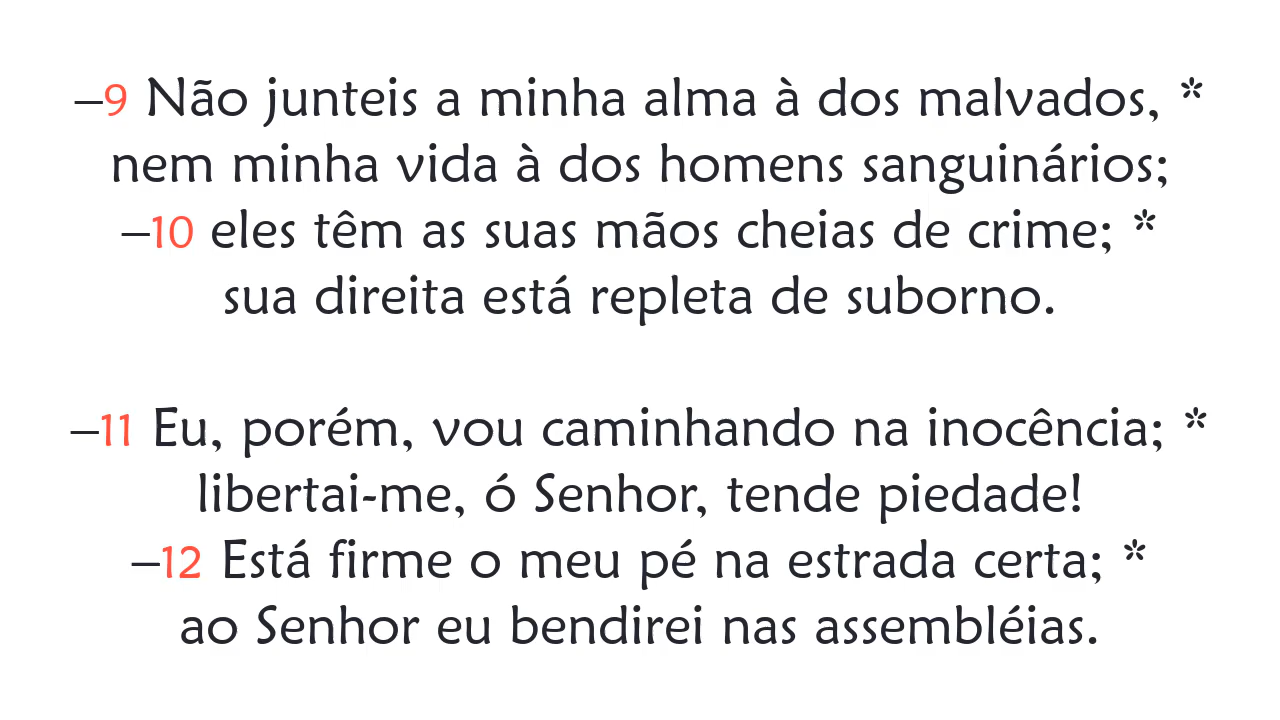 –9 Não junteis a minha alma à dos malvados, *
nem minha vida à dos homens sanguinários;
–10 eles têm as suas mãos cheias de crime; *
sua direita está repleta de suborno.
–11 Eu, porém, vou caminhando na inocência; *
libertai-me, ó Senhor, tende piedade!
–12 Está firme o meu pé na estrada certa; *
ao Senhor eu bendirei nas assembléias.